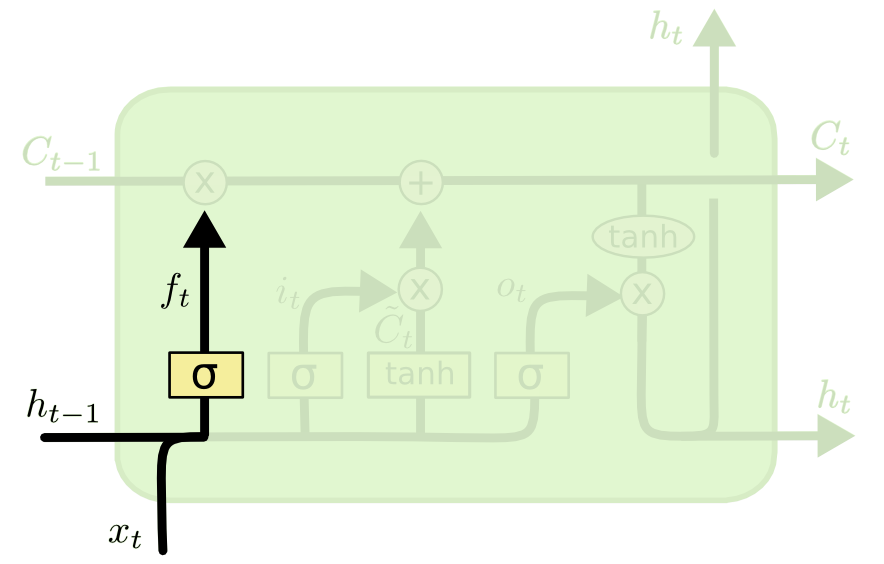 h_t
C_{t-1}
C_t
x
+
tanh
f_t
i_t
x
o_t
x
C̃_t
σ
σ
tanh
σ
h_{t-1}
h_t
x_t